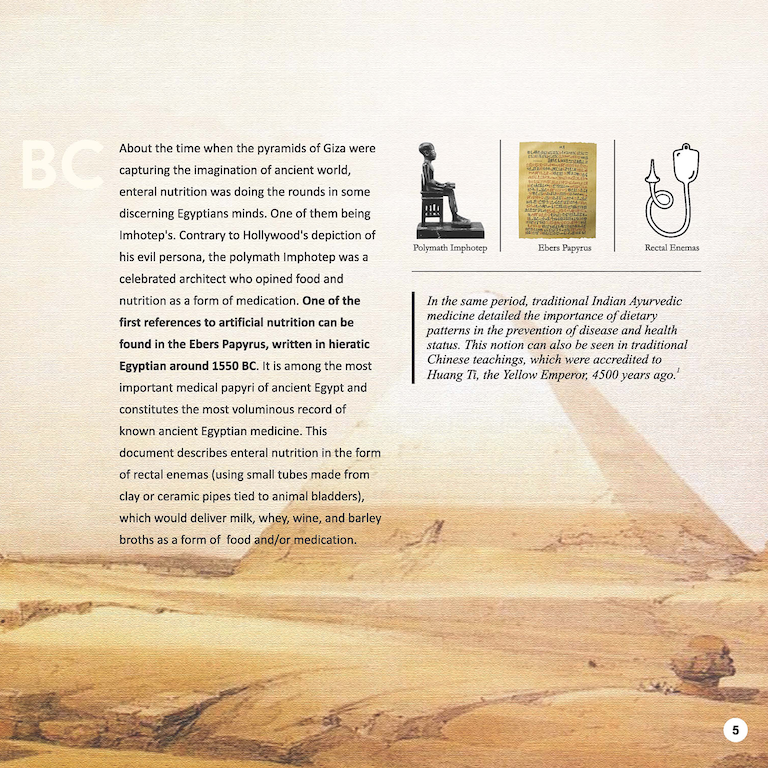 BC
About the time when the pyramids of Giza were
capturing the imagination of ancient world,
enteral nutrition was doing the rounds in some
discerning Egyptians minds. One of them being
Imhotep's. Contrary to Hollywood's depiction of
his evil persona, the polymath Imhotep was a
celebrated architect who opined food and
nutrition as a form of medication. One of the
first references to artificial nutrition can be
found in the Ebers Papyrus, written in hieratic
Egyptian around 1550 BC. It is among the most
important medical papyri of ancient Egypt and
constitutes the most voluminous record of
known ancient Egyptian medicine. This
document describes enteral nutrition in the form
of rectal enemas (using small tubes made from
clay or ceramic pipes tied to animal bladders),
which would deliver milk, whey, wine, and barley
broths as a form of food and/or medication.
Polymath Imhotep
Ebers Papyrus
Rectal Enemas
In the same period, traditional Indian Ayurvedic
medicine detailed the importance of dietary
patterns in the prevention of disease and health
status. This notion can also be seen in traditional
Chinese teachings, which were accredited to
Huang Ti, the Yellow Emperor, 4500 years ago.1
5